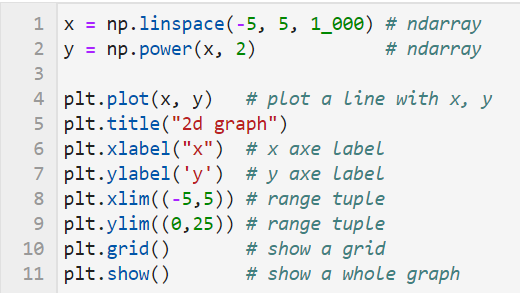 1 x = np.linspace(-5, 5, 1_000) # ndarray
2 y = np.power(x, 2) # ndarray
3
4 plt.plot(x, y) # plot a line with x, y
5 plt.title("2d graph")
6 plt.xlabel("x") # x axe label
7 plt.ylabel('y') # y axe label
8 plt.xlim((-5,5)) # range tuple
9 plt.ylim((0,25)) # range tuple
10 plt.grid() # show a grid
11 plt.show() # show a whole graph